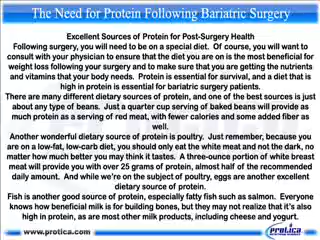 The Need for Protein Following Bariatric Surgery
Excellent Sources of Protein for Post-Surgery Health
Following surgery, you will need to be on a special diet.  Of course, you will want to
consult with your physician to ensure that the diet you are on is the most beneficial for
weight loss following your surgery and to make sure that you are getting the nutrients
and vitamins that your body needs.  Protein is essential for survival, and a diet that is
high in protein is essential for bariatric surgery patients.
There are many different dietary sources of protein, and one of the best sources is just
about any type of beans.  Just a quarter cup serving of baked beans will provide as
much protein as a serving of red meat, with fewer calories and some added fiber as
well.
Another wonderful dietary source of protein is poultry.  Just remember, because you
are on a low-fat, low-carb diet, you should only eat the white meat and not the dark, no
matter how much better you may think it tastes.  A three-ounce portion of white breast
meat will provide you with over 25 grams of protein, almost half of the recommended
daily amount.  And while we're on the subject of poultry, eggs are another excellent
dietary source of protein.
Fish is another good source of protein, especially fatty fish such as salmon.  Everyone
knows how beneficial milk is for building bones, but they may not realize that it's also
high in protein, as are most other milk products, including cheese and yogurt.
www.protica.com
protica